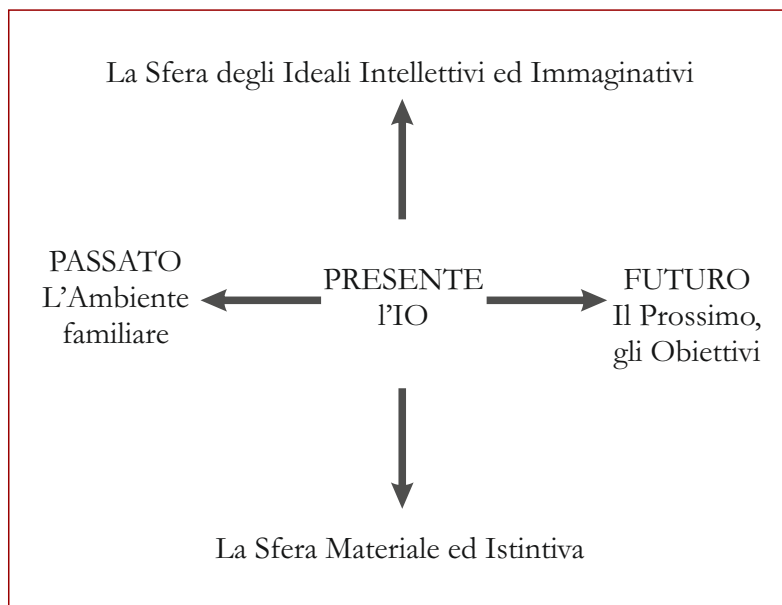 La Sfera degli Ideali Intellettivi ed Immaginativi
PASSATO
L’Ambiente
familiare
PRESENTE
l’IO
FUTURO
Il Prossimo,
gli Obiettivi
La Sfera Materiale ed Istintiva